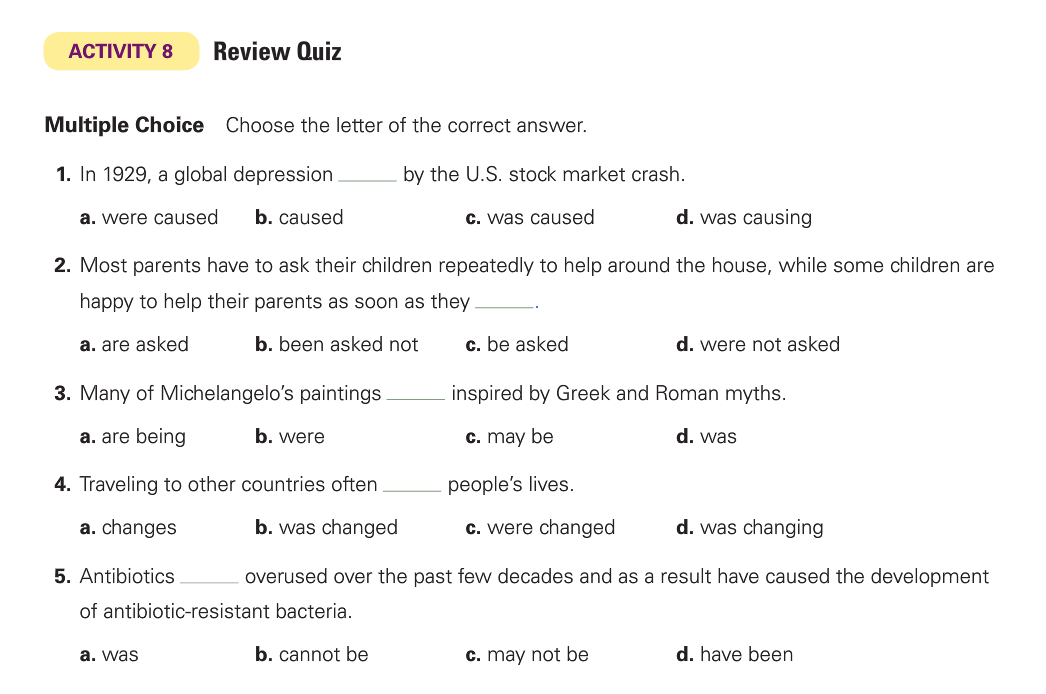 ACTIVITY 8 Review Quiz
Multiple Choice Choose the letter of the correct answer.
1. In 1929, a global depression ______ by the U.S. stock market crash.
a. were caused b. caused c. was caused d. was causing
2. Most parents have to ask their children repeatedly to help around the house, while some children are
happy to help their parents as soon as they ______.
a. are asked b. been asked not c. be asked d. were not asked
3. Many of Michelangelo’s paintings ______ inspired by Greek and Roman myths.
a. are being b. were c. may be d. was
4. Traveling to other countries often ______ people’s lives.
a. changes b. was changed c. were changed d. was changing
5. Antibiotics ______ overused over the past few decades and as a result have caused the development
of antibiotic-resistant bacteria.
a. was b. cannot be c. may not be d. have been